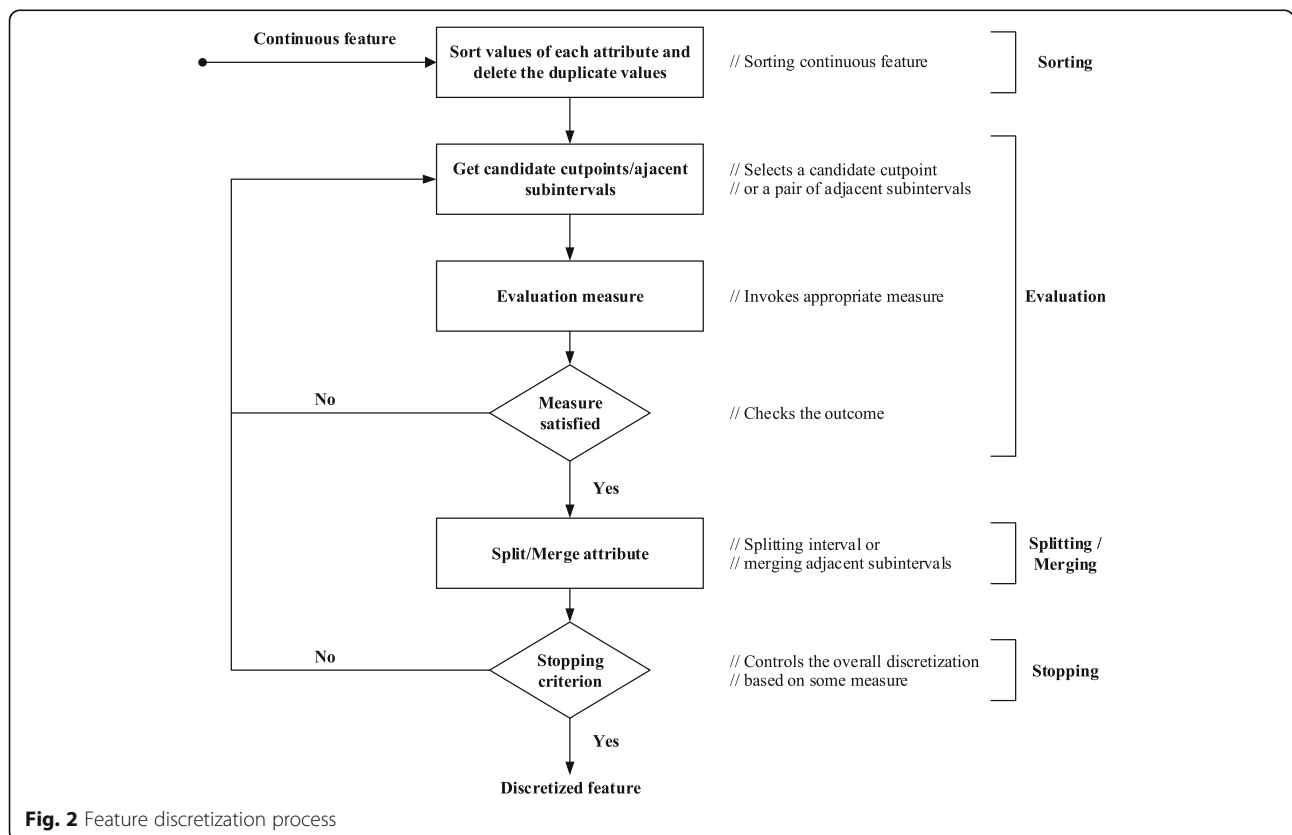 Continuous feature
Sort values of each attribute and
delete the duplicate values
// Sorting continuous feature
Sorting
Get candidate cutpoints/ajacent
subintervals
// Selects a candidate cutpoint
// or a pair of adjacent subintervals
Evaluation measure
// Invokes appropriate measure
Evaluation
No
Measure
satisfied
// Checks the outcome
Yes
Split/Merge attribute
// Splitting interval or
// merging adjacent subintervals
Splitting /
Merging
No
Stopping
criterion
// Controls the overall discretization
// based on some measure
Stopping
Yes
Discretized feature
Fig. 2 Feature discretization process